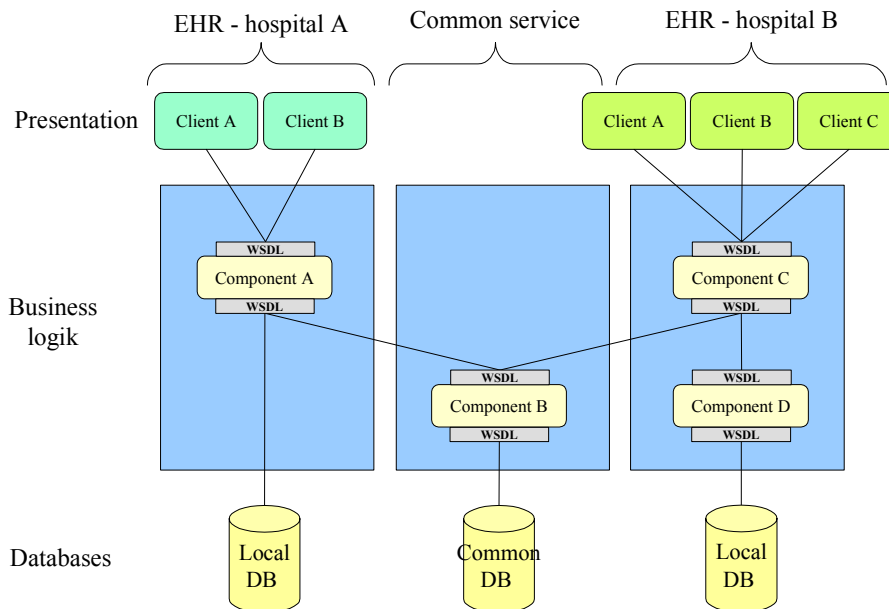 EHR - hospital A
Common service
EHR - hospital B
Presentation
Client A
Client B
Client A
Client B
Client C
WSDL
Component A
WSDL
WSDL
Component C
WSDL
Business
logik
WSDL
Component B
WSDL
WSDL
Component D
WSDL
Databases
Local
DB
Common
DB
Local
DB